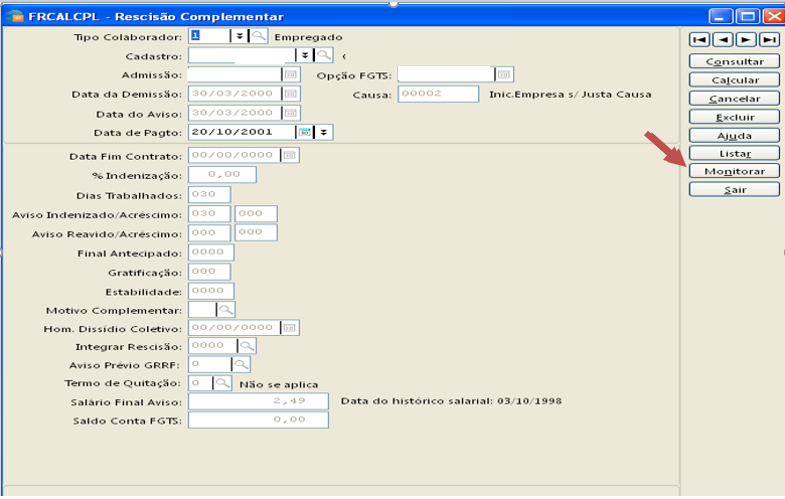 FRCALCPL - Rescisão Complementar
Tipo Colaborador: 1 Empregado
Cadastro:
Admissão: Opção FGTS:
Data da Demissão: 30/03/2000 Causa: 00002 Inic.Empresa s/ Justa Causa
Data do Aviso: 30/03/2000
Data de Pagto: 20/10/2001
Data Fim Contrato: 00/00/0000
% Indenização: 0,00
Dias Trabalhados: 030
Aviso Indenizado/Acréscimo: 030 000
Aviso Reavido/Acréscimo: 000 000
Final Antecipado: 0000
Gratificação: 000
Estabilidade: 0000
Motivo Complementar:
Hom. Dissídio Coletivo: 00/00/0000
Integrar Rescisão: 0000
Aviso Prévio GRRF: 0
Termo de Quitação: 0 Não se aplica
Salário Final Aviso: 2,49 Data do histórico salarial: 03/10/1998
Saldo Conta FGTS: 0,00
Consultar
Calcular
Cancelar
Excluir
Ajuda
Listar
Monitorar
Sair